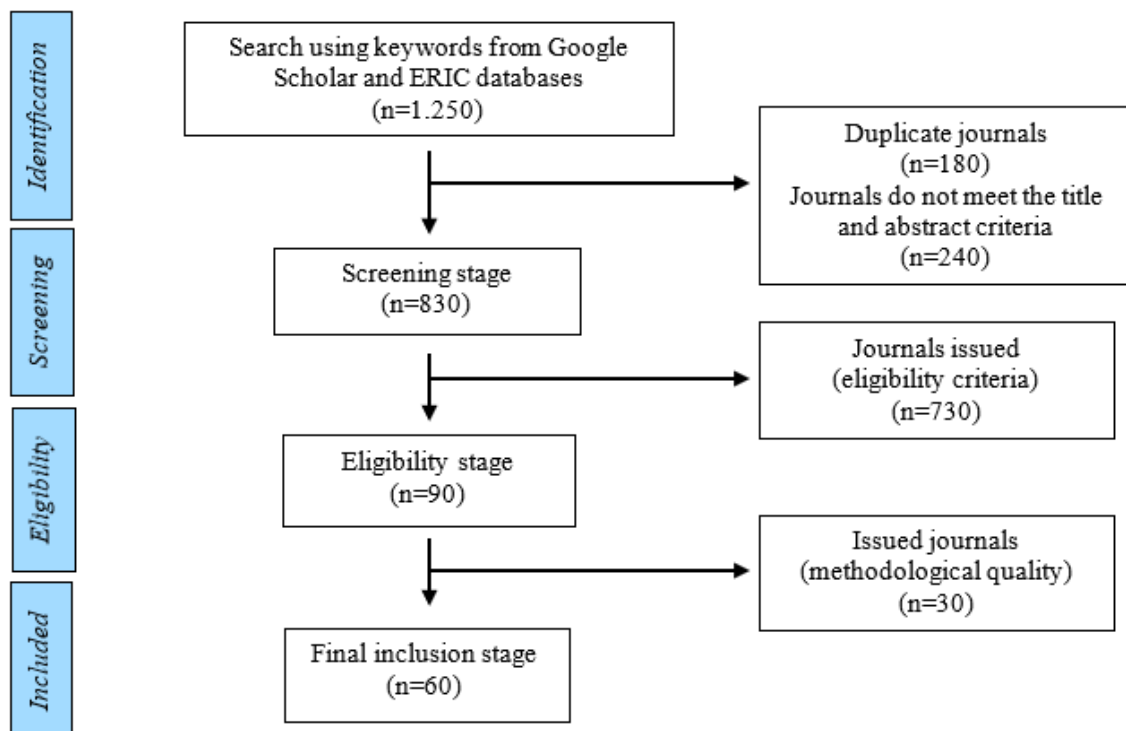 Identification
Search using keywords from Google
Scholar and ERIC databases
(n=1.250)
Duplicate journals
(n=180)
Journals do not meet the title
and abstract criteria
(n=240)
Screening
Screening stage
(n=830)
Journals issued
(eligibility criteria)
(n=730)
Eligibility
Eligibility stage
(n=90)
Issued journals
(methodological quality)
(n=30)
Included
Final inclusion stage
(n=60)